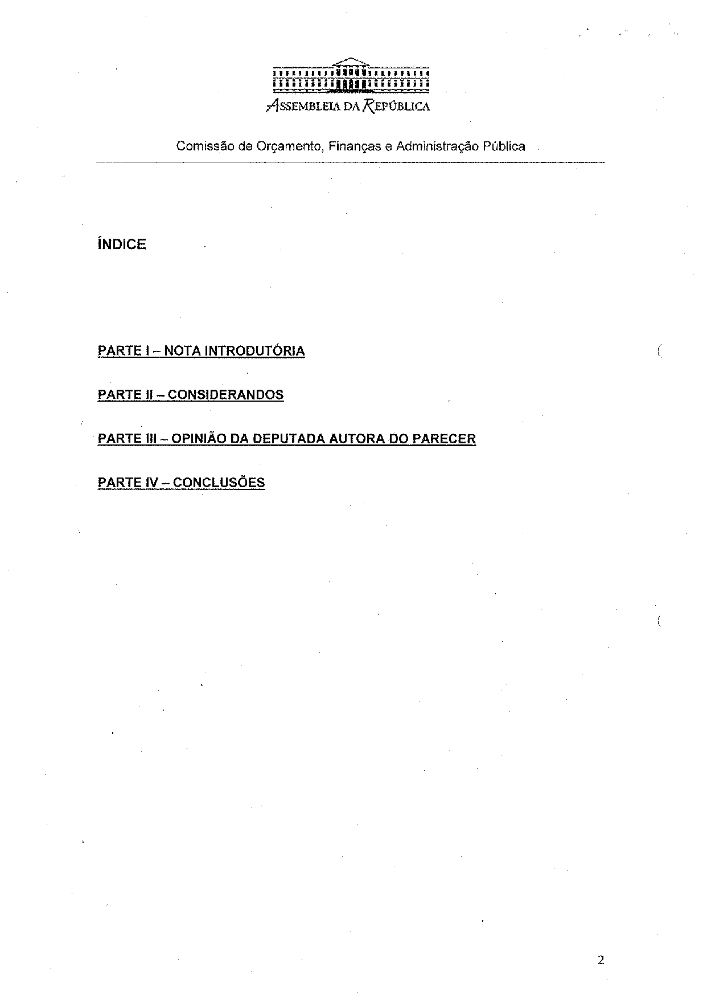 ASSEMBLEIA DA REPÚBLICA
Comissão de Orçamento, Finanças e Administração Pública
ÍNDICE
PARTE I – NOTA INTRODUTÓRIA
PARTE II – CONSIDERANDOS
PARTE III – OPINIÃO DA DEPUTADA AUTORA DO PARECER
PARTE IV – CONCLUSÕES
2